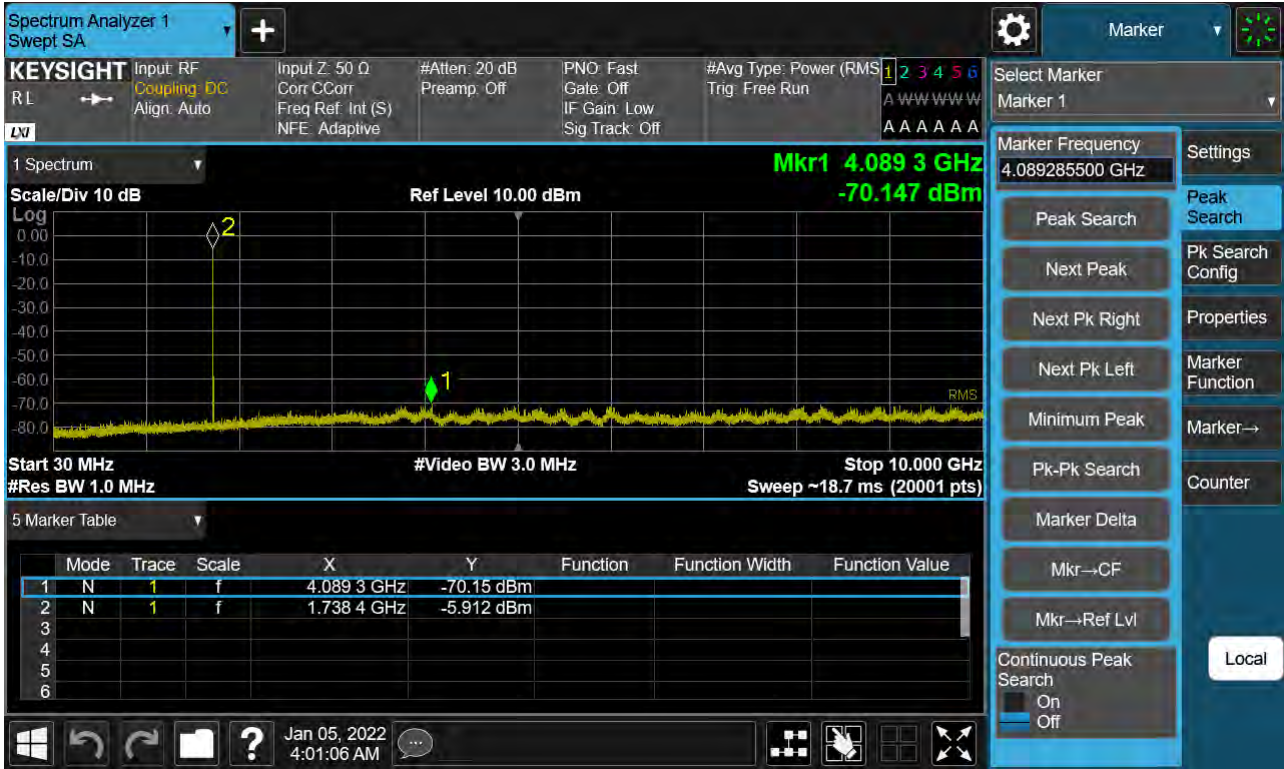 Spectrum Analyzer 1
Swept SA
Marker
KEYSIGHT
R L
LXI
Input: RF
Coupling: DC
Align: Auto
Input Z: 50 Ω
Corr CCorr
Freq Ref: Int (S)
NFE: Adaptive
#Atten: 20 dB
Preamp: Off
PNO: Fast
Gate: Off
IF Gain: Low
Sig Track: Off
#Avg Type: Power (RMS
Trig: Free Run
1 2 3 4 5 6
A W W W W W
A A A A A A
Select Marker
Marker 1
1 Spectrum
Mkr1 4.089 3 GHz
-70.147 dBm
Scale/Div 10 dB
Ref Level 10.00 dBm
Log
0.00
-10.0
-20.0
-30.0
-40.0
-50.0
-60.0
-70.0
-80.0
2
1
RMS
Start 30 MHz
#Video BW 3.0 MHz
Stop 10.000 GHz
#Res BW 1.0 MHz
Sweep ~18.7 ms (20001 pts)
5 Marker Table
Mode Trace Scale X Y Function Function Width Function Value
1 N 1 f 4.089 3 GHz -70.15 dBm
2 N 1 f 1.738 4 GHz -5.912 dBm
3
4
5
6
Marker Frequency
4.089285500 GHz
Peak Search
Next Peak
Next Pk Right
Next Pk Left
Minimum Peak
Pk-Pk Search
Marker Delta
Mkr→CF
Mkr→Ref Lvl
Continuous Peak
Search
On
Off
Settings
Peak
Search
Pk Search
Config
Properties
Marker
Function
Marker→
Counter
Local
?
Jan 05, 2022
4:01:06 AM